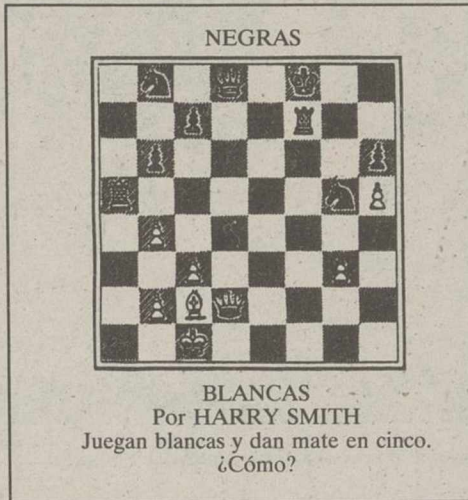 NEGRAS
BLANCAS
Por HARRY SMITH
Juegan blancas y dan mate en cinco.
¿Cómo?